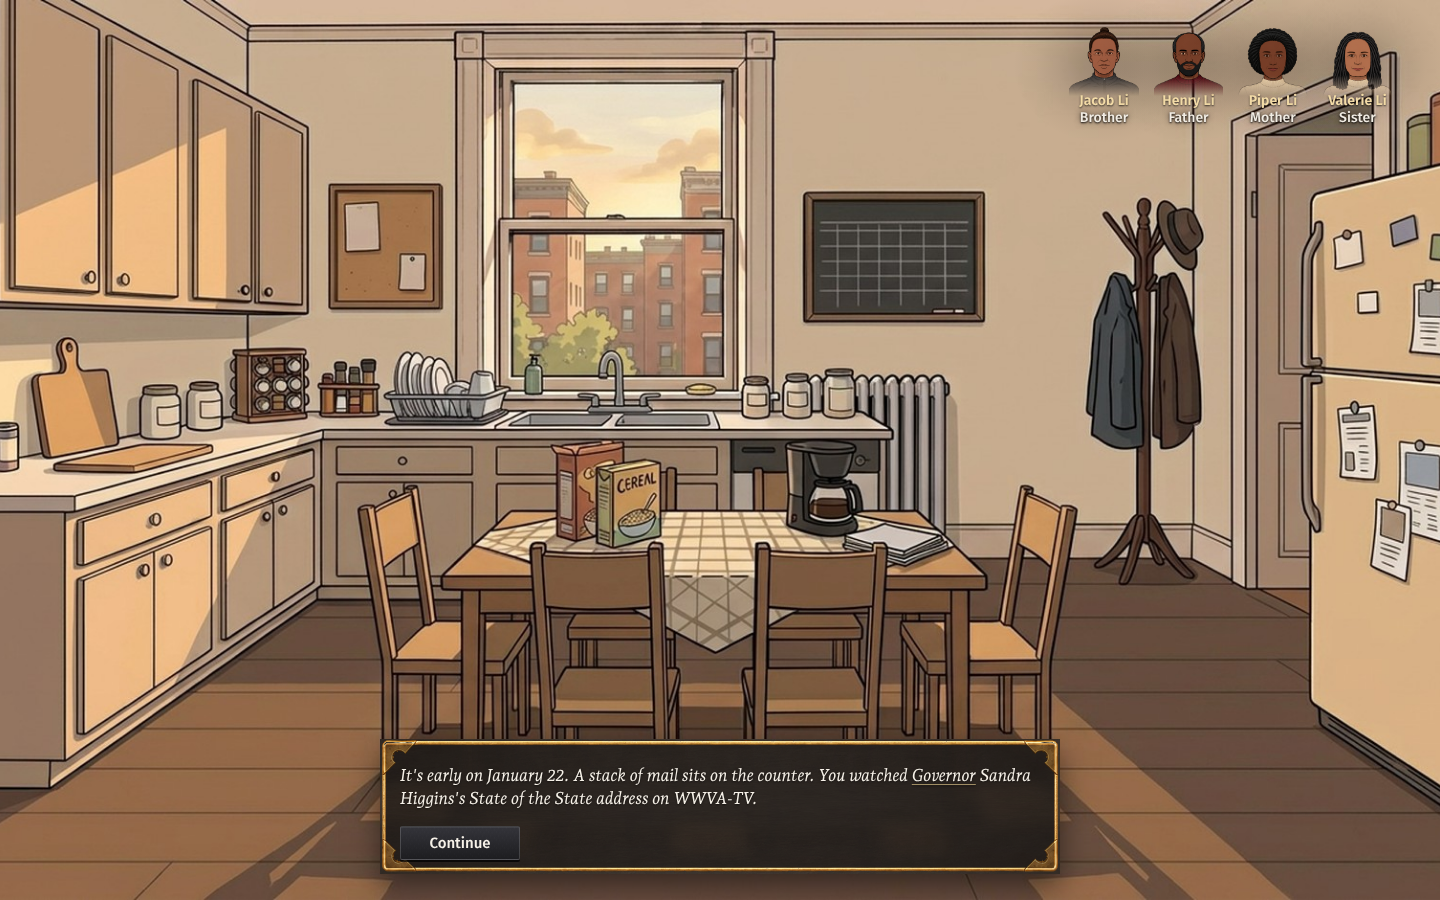 Jacob Li
Brother
Henry Li
Father
Piper Li
Mother
Valerie Li
Sister
CEREAL
It's early on January 22. A stack of mail sits on the counter. You watched Governor Sandra
Higgins's State of the State address on WWVA-TV.
Continue